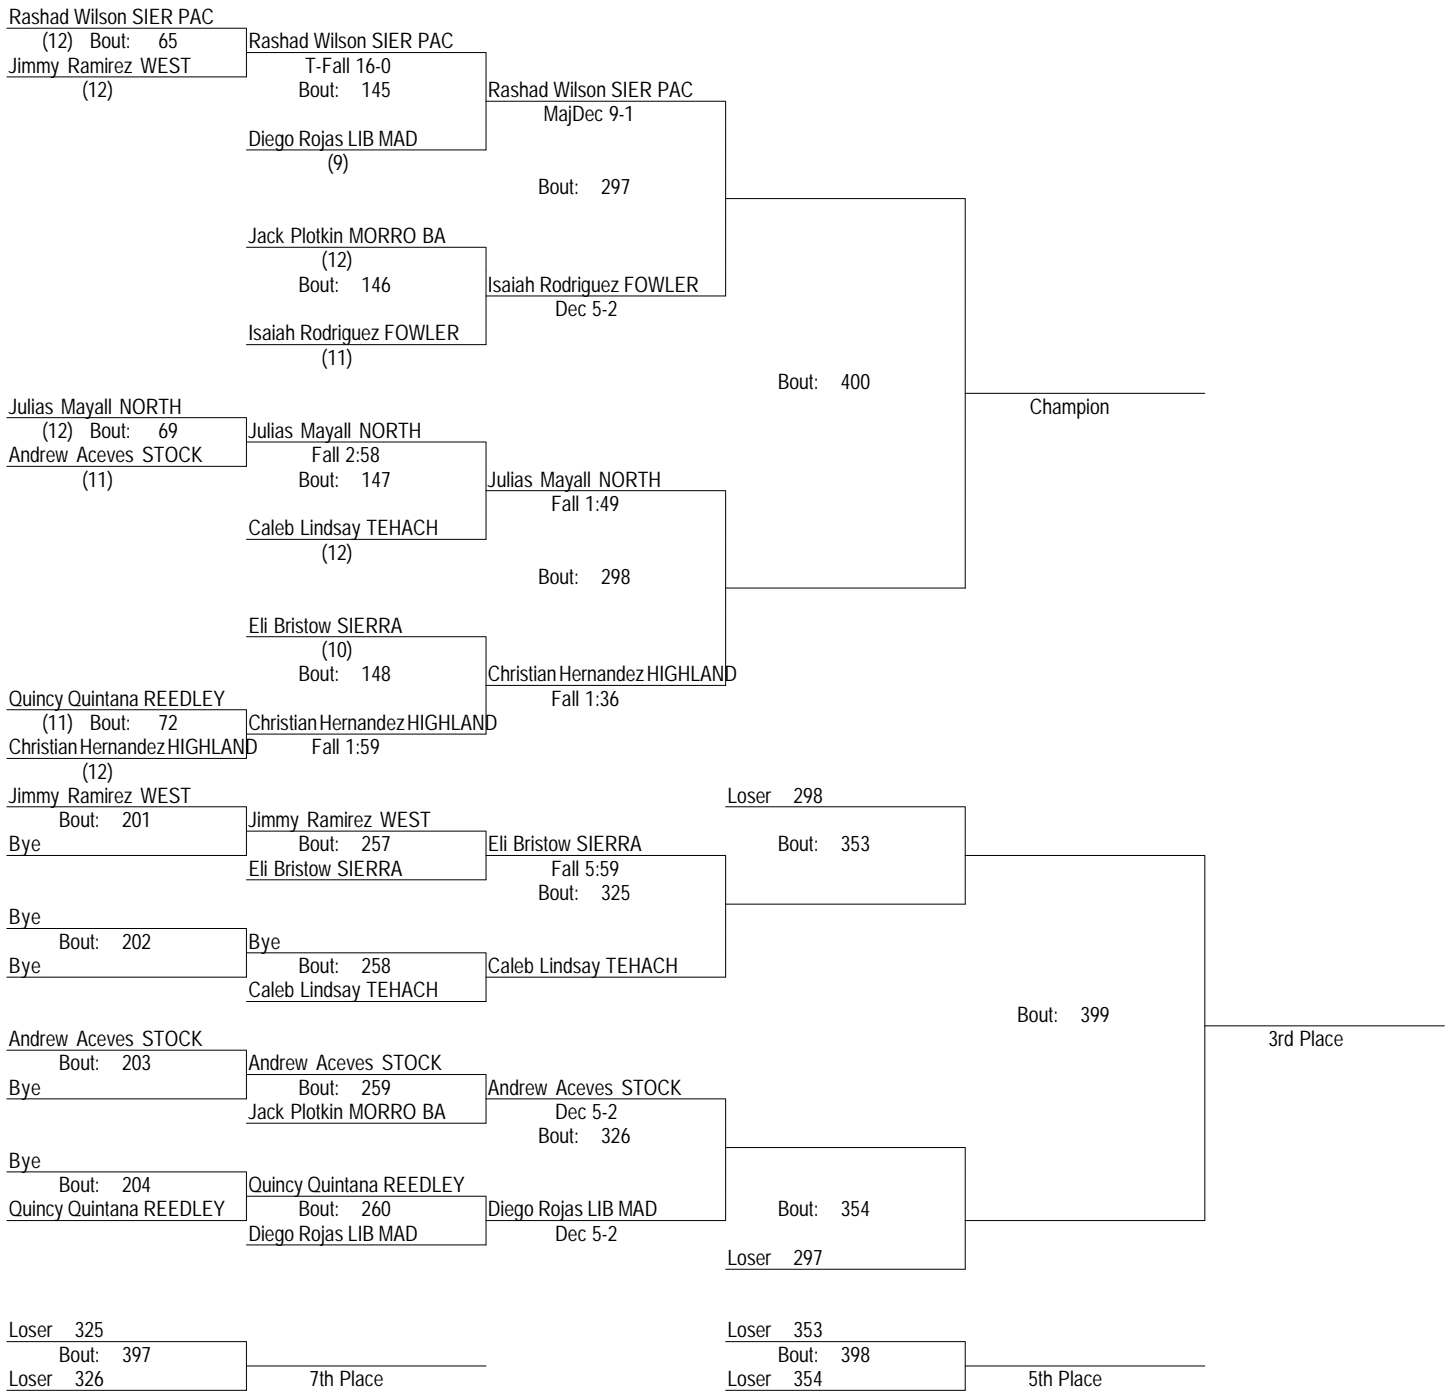 Rashad Wilson SIER PAC
(12) Bout: 65 Rashad Wilson SIER PAC
Jimmy Ramirez WEST T-Fall 16-0
(12) Bout: 145 Rashad Wilson SIER PAC
MajDec 9-1
Diego Rojas LIB MAD
(9)
Bout: 297
Jack Plotkin MORRO BA
(12)
Bout: 146 Isaiah Rodriguez FOWLER
Dec 5-2
Isaiah Rodriguez FOWLER
(11)
Bout: 400
Julias Mayall NORTH Champion
(12) Bout: 69 Julias Mayall NORTH
Andrew Aceves STOCK Fall 2:58
(11) Bout: 147 Julias Mayall NORTH
Fall 1:49
Caleb Lindsay TEHACH
(12)
Bout: 298
Eli Bristow SIERRA
(10)
Bout: 148 Christian Hernandez HIGHLAND
Quincy Quintana REEDLEY Fall 1:36
(11) Bout: 72 Christian Hernandez HIGHLAND
Christian Hernandez HIGHLAND Fall 1:59
(12)
Jimmy Ramirez WEST Loser 298
Bout: 201 Jimmy Ramirez WEST
Bye Bout: 257 Eli Bristow SIERRA Bout: 353
Eli Bristow SIERRA Fall 5:59
Bout: 325
Bye
Bout: 202 Bye
Bye Bout: 258 Caleb Lindsay TEHACH
Caleb Lindsay TEHACH
Bout: 399
Andrew Aceves STOCK 3rd Place
Bout: 203 Andrew Aceves STOCK
Bye Bout: 259 Andrew Aceves STOCK
Jack Plotkin MORRO BA Dec 5-2
Bout: 326
Bye
Bout: 204 Quincy Quintana REEDLEY
Quincy Quintana REEDLEY Bout: 260 Diego Rojas LIB MAD Bout: 354
Diego Rojas LIB MAD Dec 5-2
Loser 297
Loser 325 Loser 353
Bout: 397 Bout: 398
Loser 326 7th Place Loser 354 5th Place